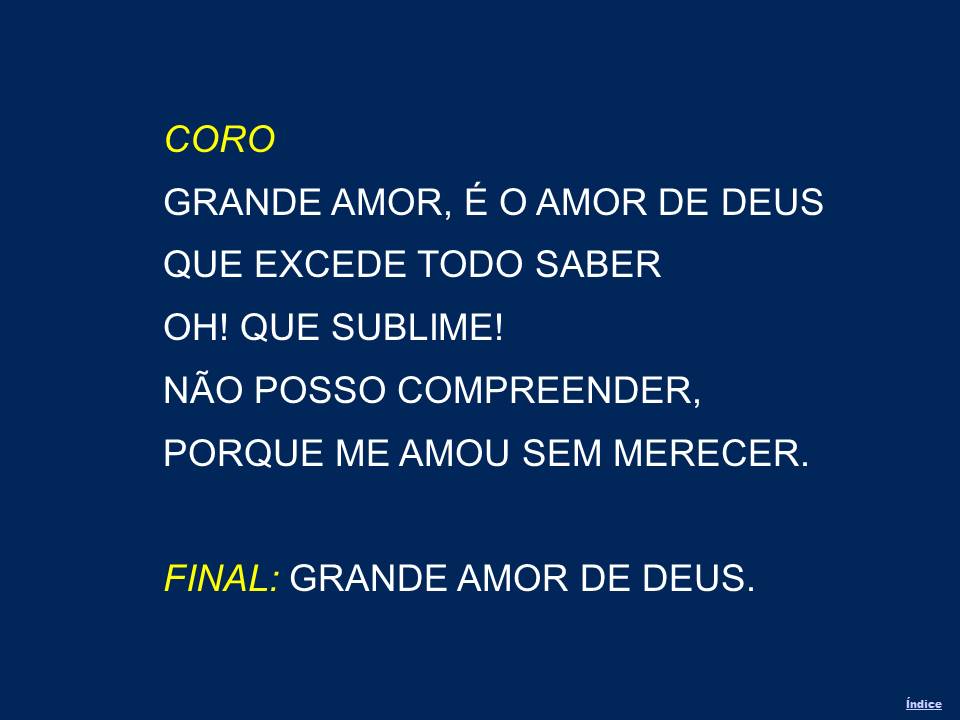 CORO
GRANDE AMOR, É O AMOR DE DEUS
QUE EXCEDE TODO SABER
OH! QUE SUBLIME!
NÃO POSSO COMPREENDER,
PORQUE ME AMOU SEM MERECER.
FINAL: GRANDE AMOR DE DEUS.
Índice